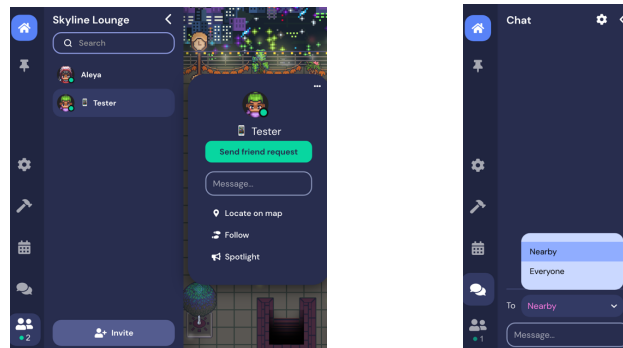 Skyline Lounge
Search
Aleya
Tester
Invite
2
Tester
Send friend request
Message...
Locate on map
Follow
Spotlight
Chat
Nearby
Everyone
To Nearby
Message...
1